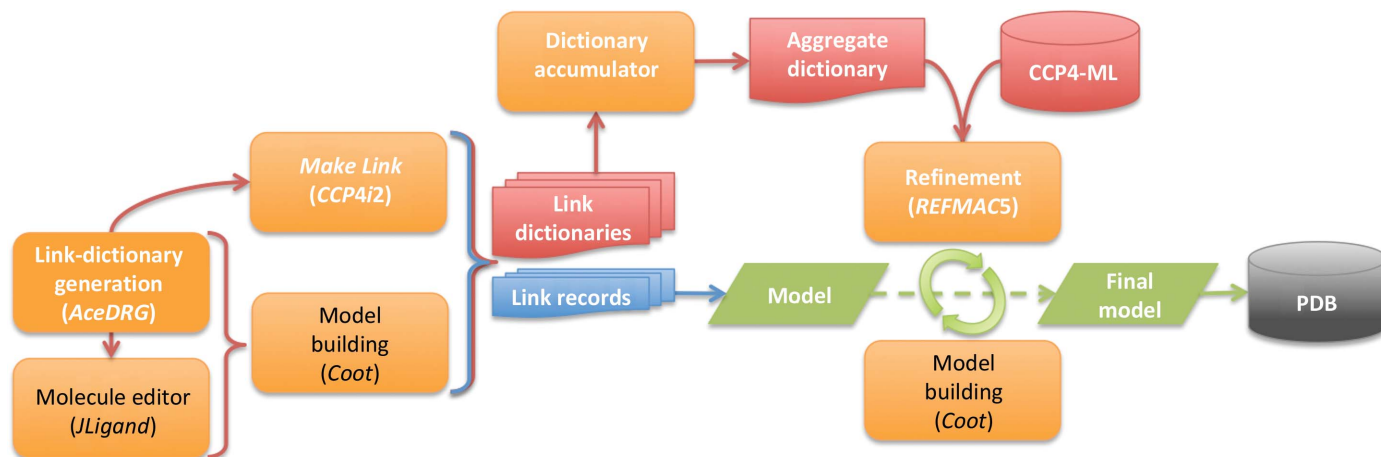 Dictionary
accumulator
Aggregate
dictionary
CCP4-ML
Make Link
(CCP4i2)
Refinement
(REFMAC5)
Link
dictionaries
Link-dictionary
generation
(AceDRG)
Link records
Model
Final
model
PDB
Model
building
(Coot)
Molecule editor
(JLigand)
Model
building
(Coot)